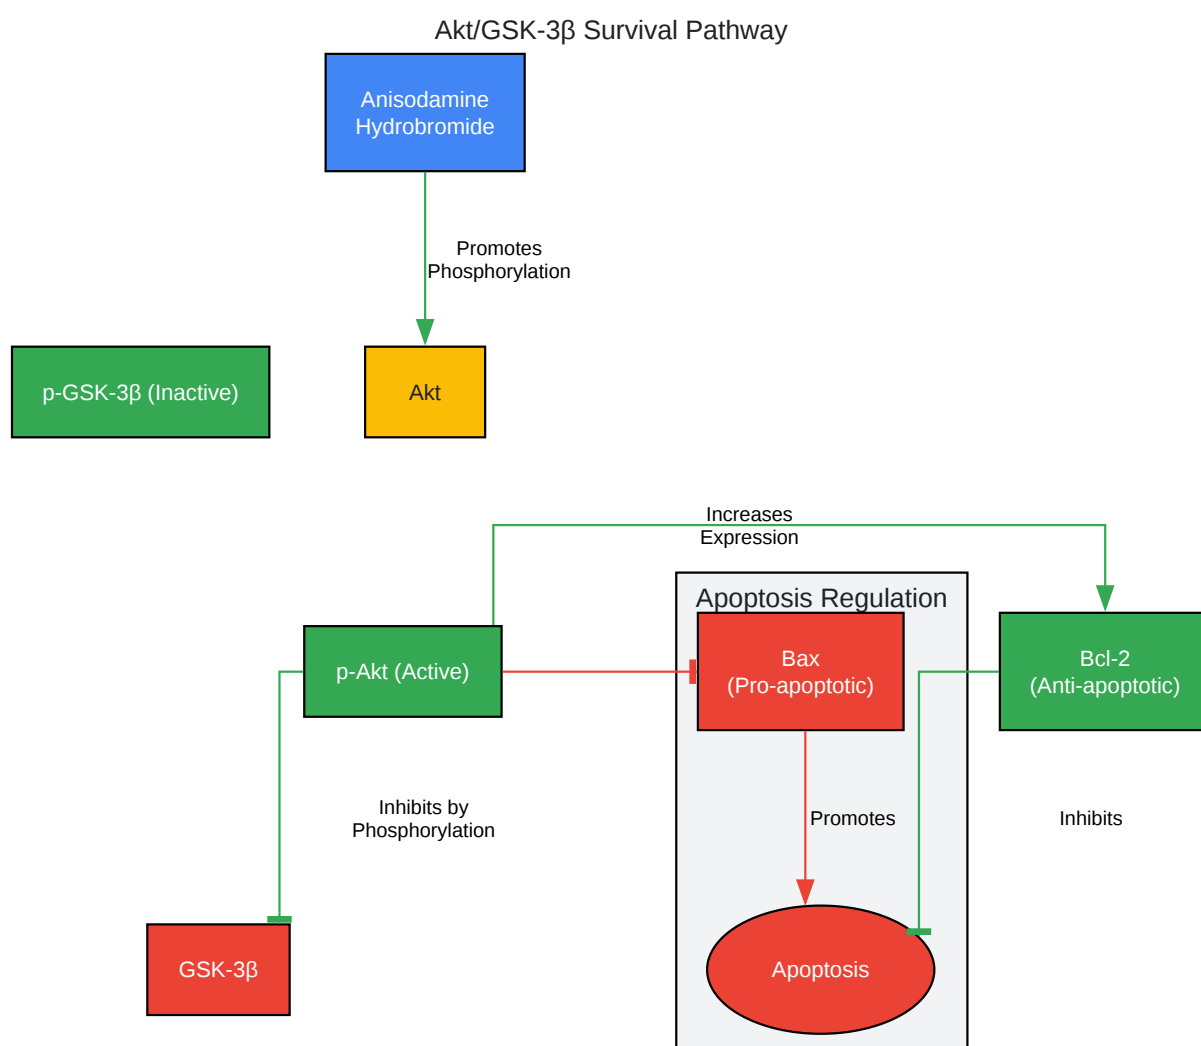 Akt/GSK-3β Survival Pathway
Anisodamine
Hydrobromide
Promotes
Phosphorylation
p-GSK-3β (Inactive)
Akt
Increases
Expression
Apoptosis Regulation
p-Akt (Active)
Bax
(Pro-apoptotic)
Bcl-2
(Anti-apoptotic)
Inhibits by
Phosphorylation
Promotes
Inhibits
GSK-3β
Apoptosis